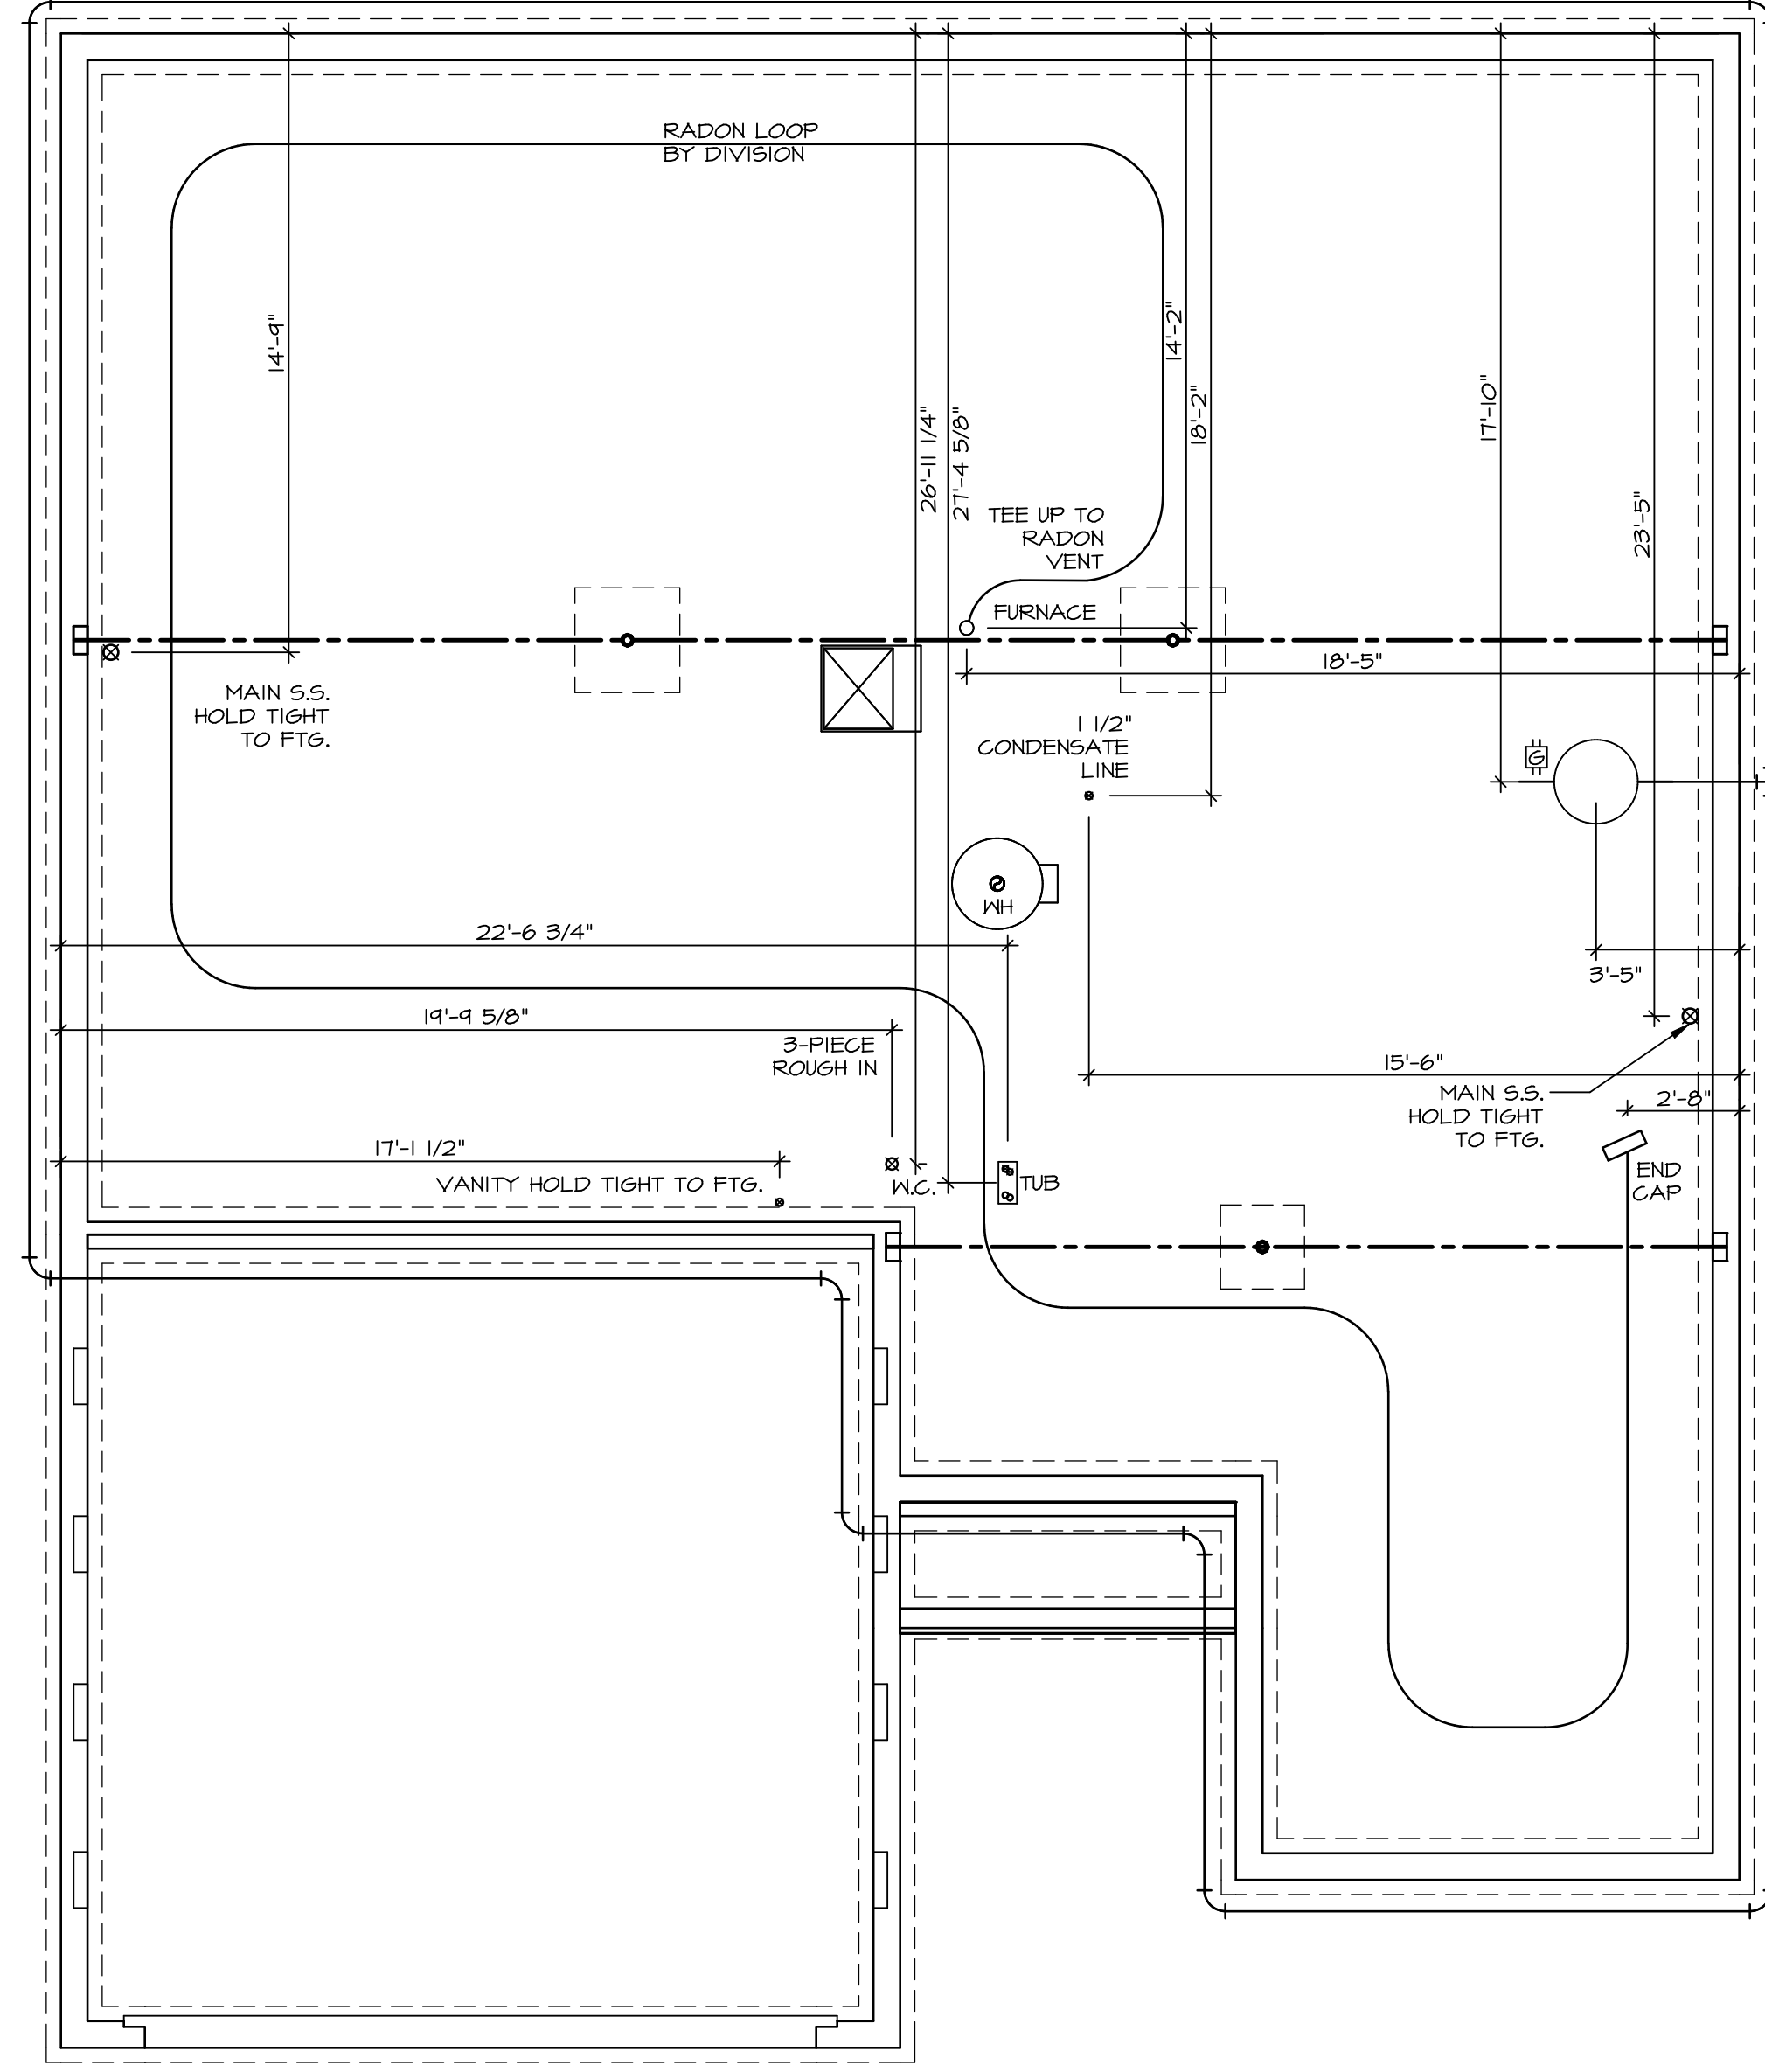 RADON LOOP
BY DIVISION
14'-9"
14'-2"
18'-2"
17'-10"
26'-11 1/4"
27'-4 5/8"
23'-5"
TEE UP TO
RADON
VENT
FURNACE
18'-5"
MAIN S.S.
HOLD TIGHT
TO FTG.
1 1/2"
CONDENSATE
LINE
G
WH
22'-6 3/4"
3'-5"
19'-9 5/8"
3-PIECE
ROUGH IN
15'-6"
MAIN S.S.
HOLD TIGHT
TO FTG.
2'-8"
17'-1 1/2"
VANITY HOLD TIGHT TO FTG.
W.C.
TUB
END
CAP